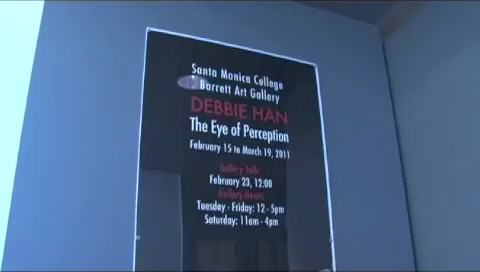 Santa Monica College
Barrett Art Gallery
DEBBIE HAN
The Eye of Perception
February 15 to March 19, 2011
Gallery Talk:
February 23, 12:00
Gallery Hours:
Tuesday - Friday: 12 - 5pm
Saturday: 11am - 4pm